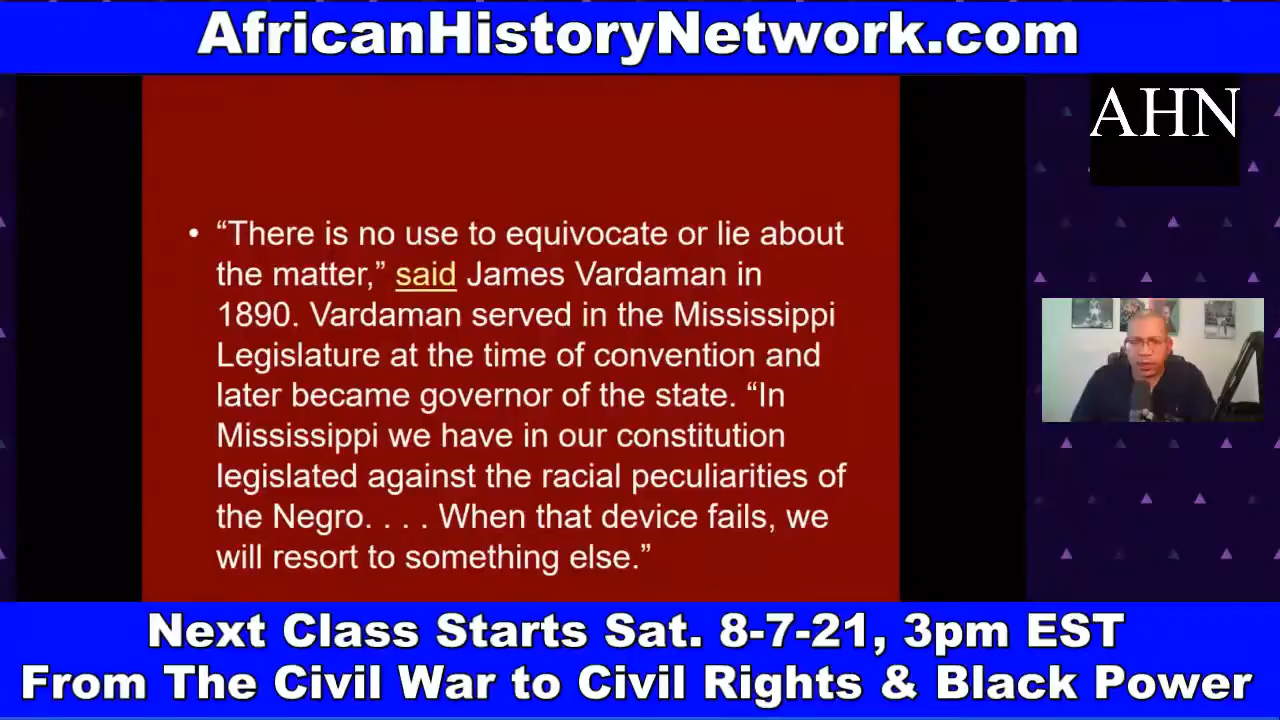 AfricanHistoryNetwork.com
AHN
• “There is no use to equivocate or lie about
the matter,” said James Vardaman in
1890. Vardaman served in the Mississippi
Legislature at the time of convention and
later became governor of the state. “In
Mississippi we have in our constitution
legislated against the racial peculiarities of
the Negro. . . . When that device fails, we
will resort to something else.”
Next Class Starts Sat. 8-7-21, 3pm EST
From The Civil War to Civil Rights & Black Power